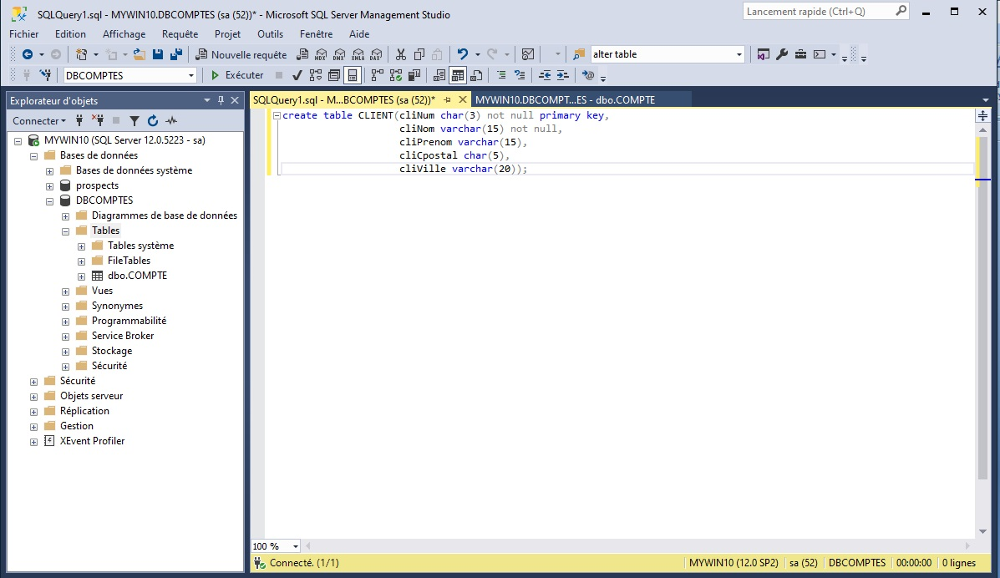 SQLQuery1.sql - MYWIN10.DBCOMPTES (sa (52))* - Microsoft SQL Server Management Studio
Lancement rapide (Ctrl+Q)
Fichier Edition Affichage Requête Projet Outils Fenêtre Aide
Nouvelle requête MDX DMX XMLA DAX alter table
DBCOMPTES Exécuter
Explorateur d'objets
SQLQuery1.sql - M...BCOMPTES (sa (52))* MYWIN10.DBCOMPT...ES - dbo.COMPTE
Connecter
MYWIN10 (SQL Server 12.0.5223 - sa)
Bases de données
Bases de données système
prospects
DBCOMPTES
Diagrammes de base de données
Tables
Tables système
FileTables
dbo.COMPTE
Vues
Synonymes
Programmabilité
Service Broker
Stockage
Sécurité
Sécurité
Objets serveur
Réplication
Gestion
XEvent Profiler
create table CLIENT(cliNum char(3) not null primary key,
cliNom varchar(15) not null,
cliPrenom varchar(15),
cliCpostal char(5),
cliVille varchar(20));
100 %
Connecté. (1/1) MYWIN10 (12.0 SP2) sa (52) DBCOMPTES 00:00:00 0 lignes